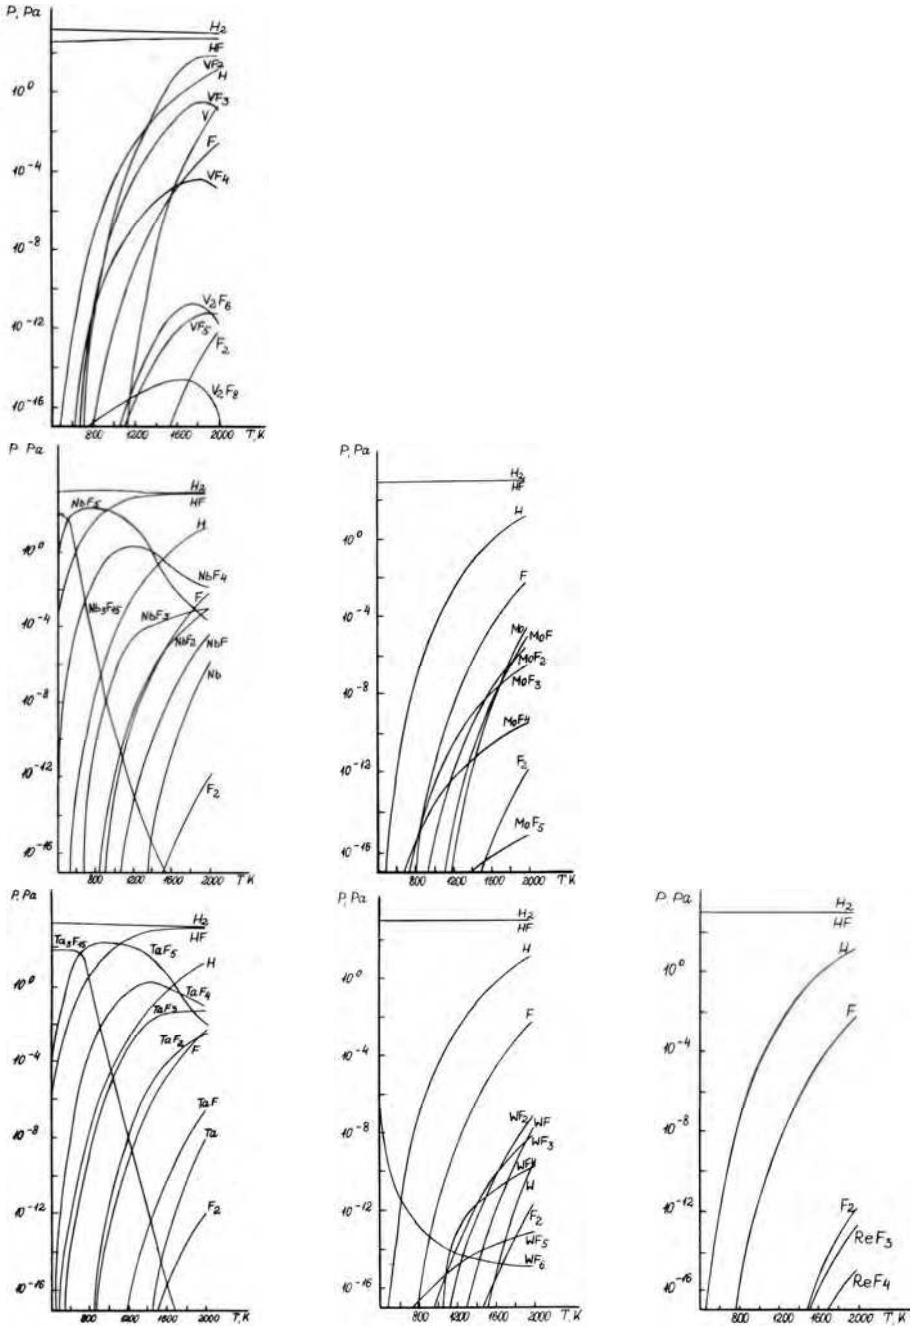 P, Pa
H2
HF
VF2
H
10^0
VF3
V
F
10^-4
VF4
10^-8
V2F6
10^-12
VF5
F2
10^-16
V2F8
800 1200 1600 2000 T, K
P, Pa
H2
HF
NbF5
H
10^0
NbF4
F
Nb3F15
NbF3
10^-4
NbF2
NbF
Nb
10^-8
10^-12
F2
10^-16
800 1200 1600 2000 T, K
P, Pa
H2
HF
H
10^0
F
10^-4
Mo
MoF
MoF2
MoF3
10^-8
MoF4
10^-12
F2
MoF5
10^-16
800 1200 1600 2000 T, K
P, Pa
H2
HF
Ta3F15
TaF5
H
10^0
TaF4
TaF3
TaF2
F
10^-4
TaF
10^-8
Ta
10^-12
F2
10^-16
800 1200 1600 2000 T, K
P, Pa
H2
HF
H
10^0
F
10^-4
WF2
WF
10^-8
WF3
WF4
W
10^-12
F2
WF5
WF6
10^-16
800 1200 1600 2000 T, K
P, Pa
H2
HF
H
10^0
F
10^-4
10^-8
10^-12
F2
ReF3
ReF4
10^-16
800 1200 1600 2000 T, K